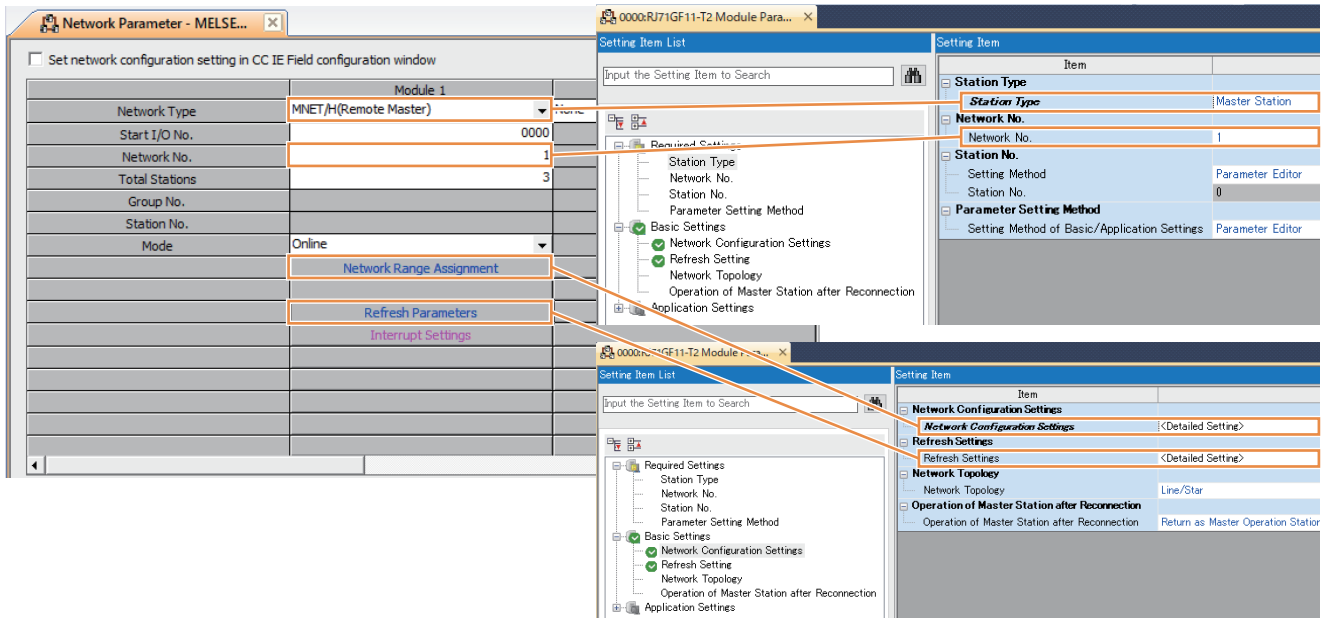 Network Parameter - MELSE...
Set network configuration setting in CC IE Field configuration window
Module 1
Network Type MNET/H(Remote Master) None
Start I/O No. 0000
Network No. 1
Total Stations 3
Group No.
Station No.
Mode Online
Network Range Assignment
Refresh Parameters
Interrupt Settings
0000:RJ71GF11-T2 Module Para...
Setting Item List
Input the Setting Item to Search
Required Settings
Station Type
Network No.
Station No.
Parameter Setting Method
Basic Settings
Network Configuration Settings
Refresh Setting
Network Topology
Operation of Master Station after Reconnection
Application Settings
Setting Item
Item
Station Type
Station Type Master Station
Network No.
Network No. 1
Station No.
Setting Method Parameter Editor
Station No. 0
Parameter Setting Method
Setting Method of Basic/Application Settings Parameter Editor
0000:RJ71GF11-T2 Module Para...
Setting Item List
Input the Setting Item to Search
Required Settings
Station Type
Network No.
Station No.
Parameter Setting Method
Basic Settings
Network Configuration Settings
Refresh Setting
Network Topology
Operation of Master Station after Reconnection
Application Settings
Setting Item
Item
Network Configuration Settings
Network Configuration Settings <Detailed Setting>
Refresh Settings
Refresh Settings <Detailed Setting>
Network Topology
Network Topology Line/Star
Operation of Master Station after Reconnection
Operation of Master Station after Reconnection Return as Master Operation Station